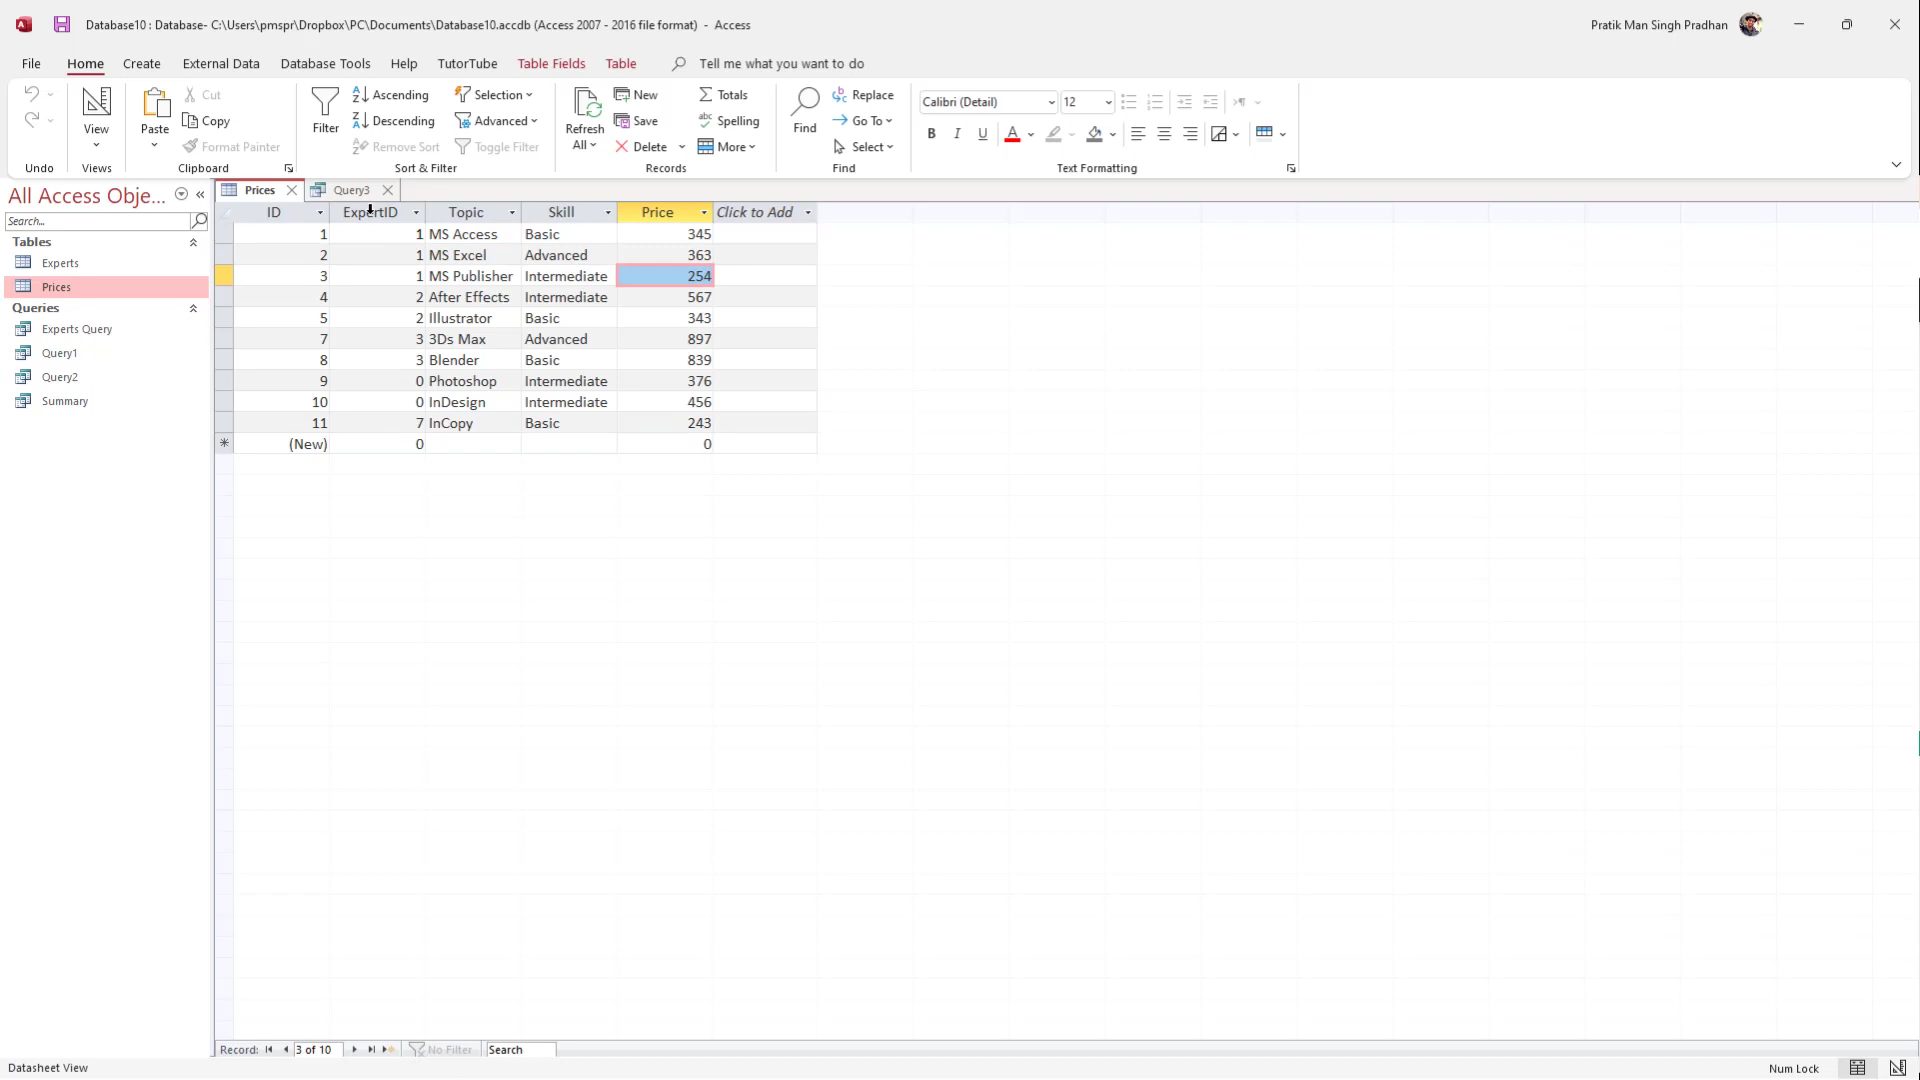 Database10 : Database- C:\Users\pmspr\Dropbox\PC\Documents\Database10.accdb (Access 2007 - 2016 file format) - Access
Pratik Man Singh Pradhan
File Home Create External Data Database Tools Help TutorTube Table Fields Table Tell me what you want to do
Undo
View
Views
Paste
Cut
Copy
Format Painter
Clipboard
Filter
Ascending
Descending
Remove Sort
Selection
Advanced
Toggle Filter
Sort & Filter
Refresh
All
New
Save
Delete
Totals
Spelling
More
Records
Find
Replace
Go To
Select
Find
Calibri (Detail) 12
B I U A
Text Formatting
All Access Obje...
Search...
Tables
Experts
Prices
Queries
Experts Query
Query1
Query2
Summary
Prices Query3
ID ExpertID Topic Skill Price Click to Add
1 1 MS Access Basic 345
2 1 MS Excel Advanced 363
3 1 MS Publisher Intermediate 254
4 2 After Effects Intermediate 567
5 2 Illustrator Basic 343
7 3 3Ds Max Advanced 897
8 3 Blender Basic 839
9 0 Photoshop Intermediate 376
10 0 InDesign Intermediate 456
11 7 InCopy Basic 243
* (New) 0 0
Record: 3 of 10 No Filter Search
Datasheet View
Num Lock